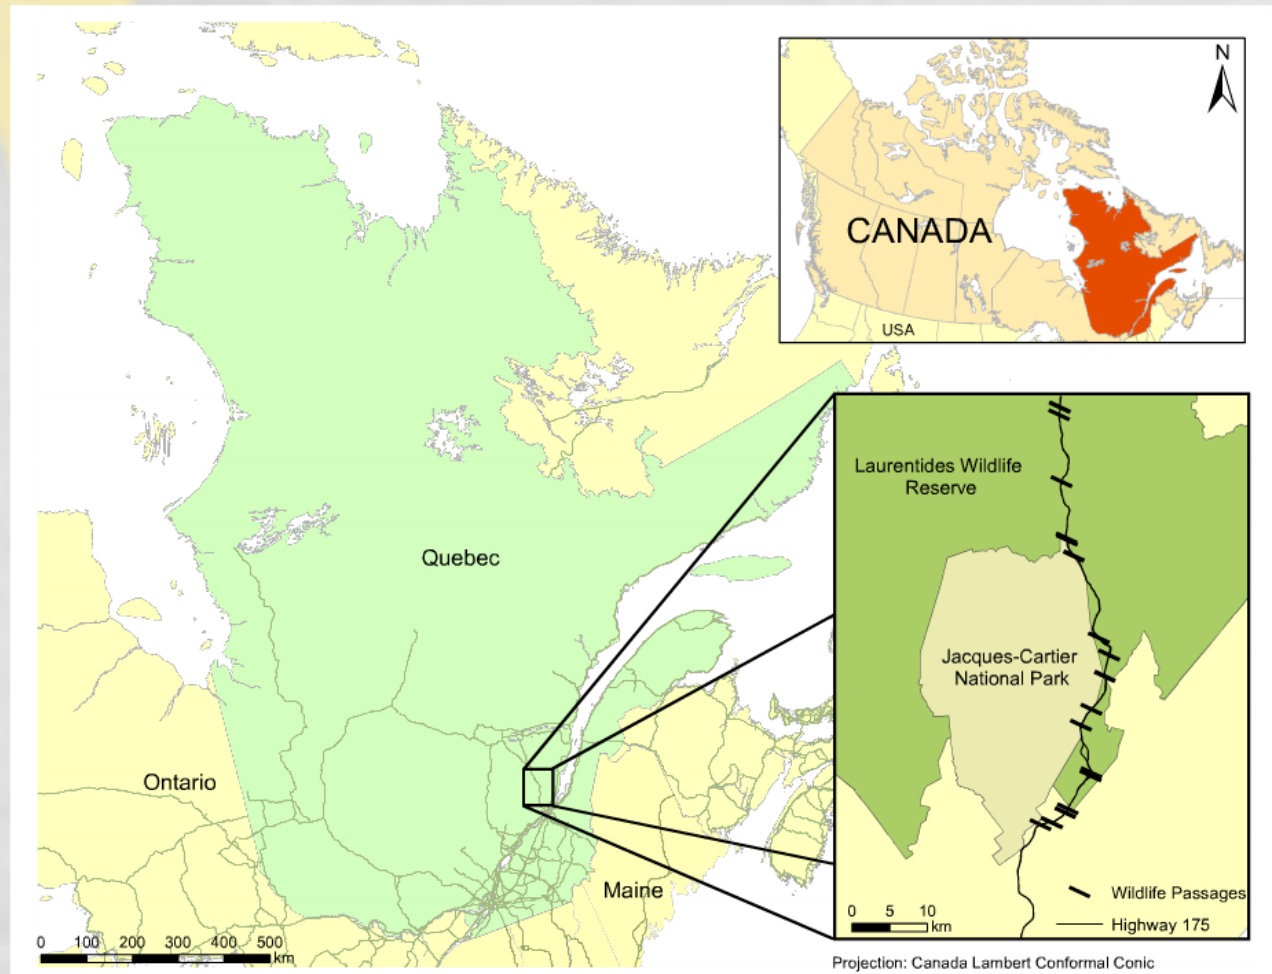 N
CANADA
USA
Laurentides Wildlife
Reserve
Quebec
Jacques-Cartier
National Park
Ontario
Maine
Wildlife Passages
0 5 10
km
Highway 175
0 100 200 300 400 500
km
Projection: Canada Lambert Conformal Conic